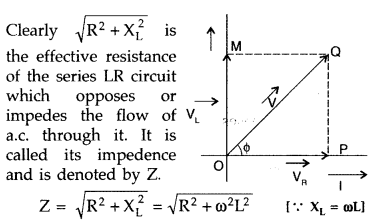 Clearly √R² + X_L² is
the effective resistance
of the series LR circuit
which opposes or
impedes the flow of
a.c. through it. It is
called its impedence
and is denoted by Z.
M
Q
V_L
V
ϕ
O
P
V_R
I
Z = √R² + X_L² = √R² + ω²L² [∵ X_L = ωL]